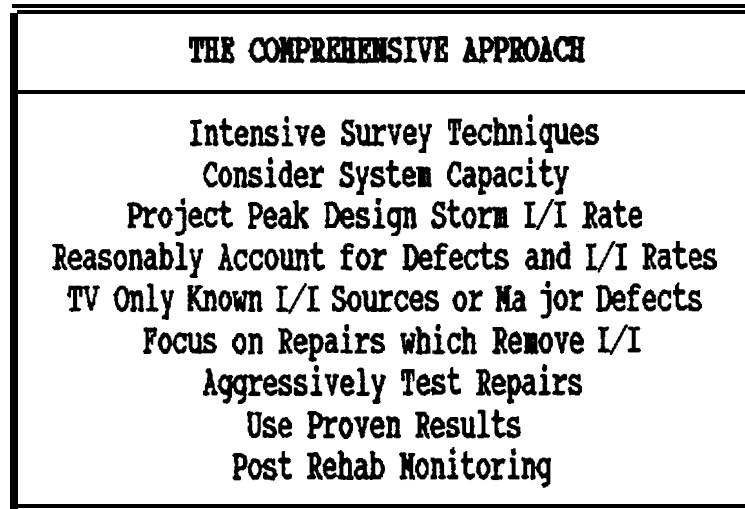 THE COMPREHENSIVE APPROACH
Intensive Survey Techniques
Consider System Capacity
Project Peak Design Storm I/I Rate
Reasonably Account for Defects and I/I Rates
TV Only Known I/I Sources or Ma jor Defects
Focus on Repairs which Remove I/I
Aggressively Test Repairs
Use Proven Results
Post Rehab Monitoring